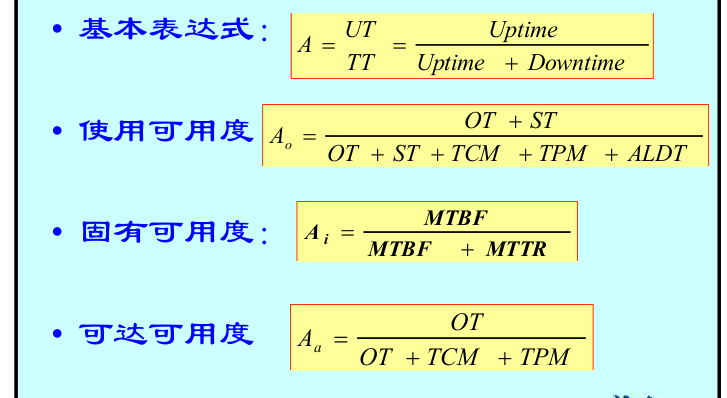 • 基本表达式: A = UT / TT = Uptime / Uptime + Downtime
• 使用可用度 A_o = OT + ST / OT + ST + TCM + TPM + ALDT
• 固有可用度: A_i = MTBF / MTBF + MTTR
• 可达可用度 A_a = OT / OT + TCM + TPM